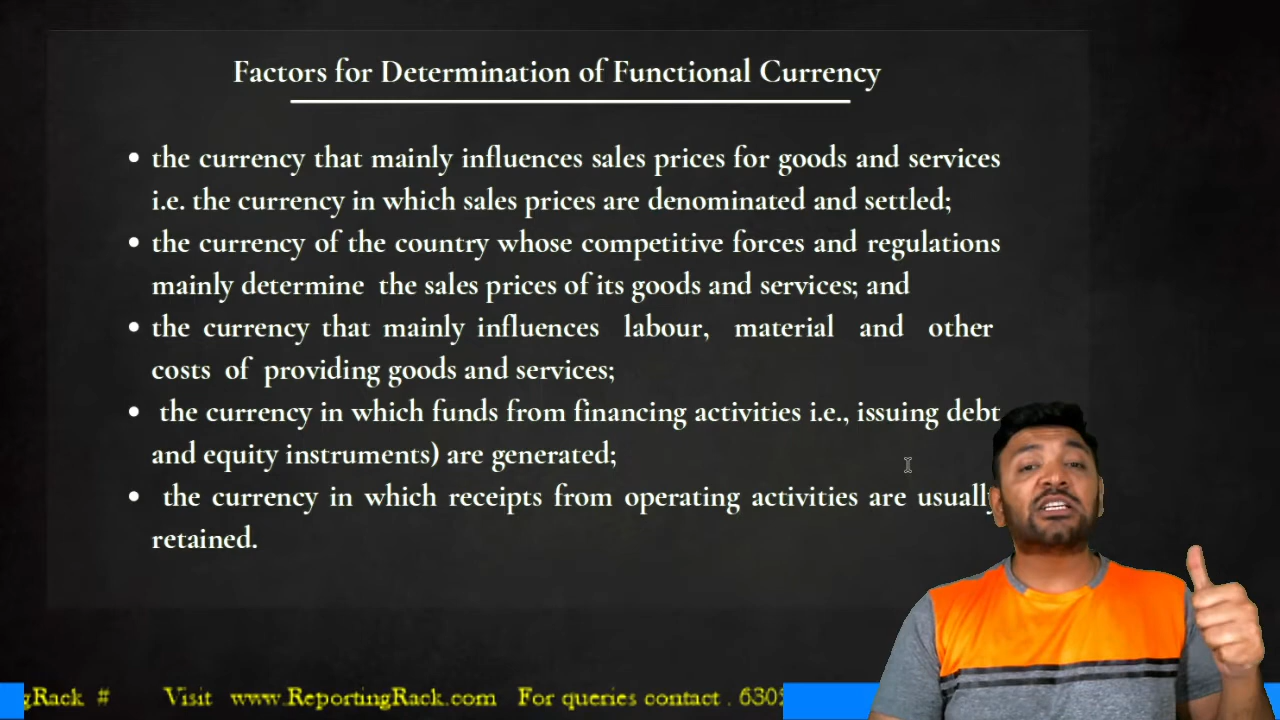 Factors for Determination of Functional Currency
• the currency that mainly influences sales prices for goods and services
i.e. the currency in which sales prices are denominated and settled;
• the currency of the country whose competitive forces and regulations
mainly determine the sales prices of its goods and services; and
• the currency that mainly influences labour, material and other
costs of providing goods and services;
• the currency in which funds from financing activities i.e., issuing debt
and equity instruments) are generated;
• the currency in which receipts from operating activities are usually
retained.
gRack # Visit www.ReportingRack.com For queries contact . 630